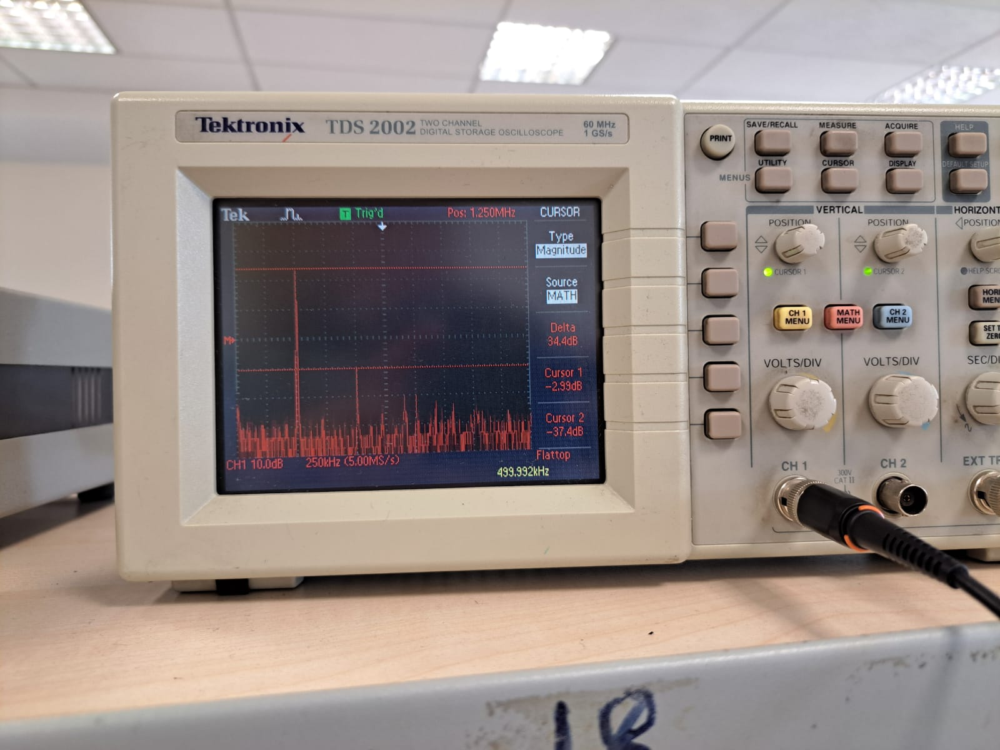 Tektronix TDS 2002 TWO CHANNEL DIGITAL STORAGE OSCILLOSCOPE 60 MHz 1 GS/s
Tek Trig'd Pos: 1.250MHz CURSOR
Type
Magnitude
Source
MATH
Delta
34.4dB
Cursor 1
-2.99dB
Cursor 2
-37.4dB
Flattop
M
CH1 10.0dB 250kHz (5.00MS/s)
499.992kHz
PRINT
SAVE/RECALL MEASURE ACQUIRE HELP
UTILITY CURSOR DISPLAY DEFAULT SETUP
MENUS
VERTICAL HORIZONT
POSITION POSITION POSITION
CURSOR 1 CURSOR 2 HELP SCR
CH 1 MENU MATH MENU CH 2 MENU HORI MEN
SET T ZER
VOLTS/DIV VOLTS/DIV SEC/DI
CH 1 CH 2 EXT TR
300V
CAT II
18